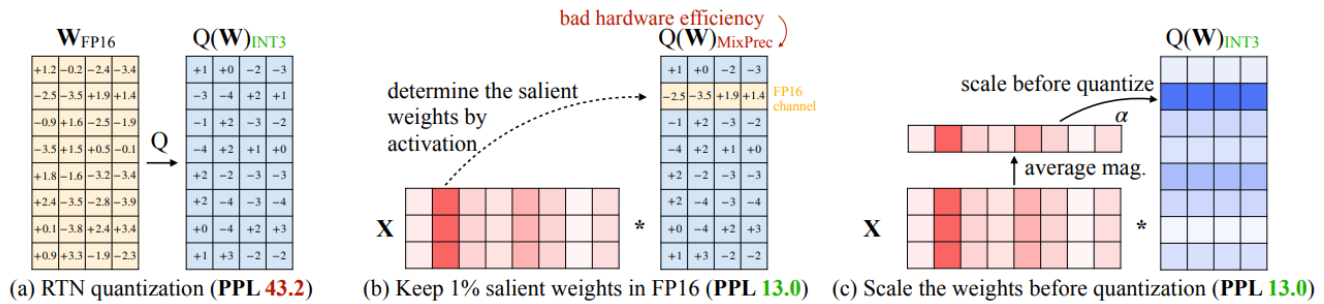 W_FP16
Q(W)_INT3
+1.2 −0.2 −2.4 −3.4
−2.5 −3.5 +1.9 +1.4
−0.9 +1.6 −2.5 −1.9
−3.5 +1.5 +0.5 −0.1
+1.8 −1.6 −3.2 −3.4
+2.4 −3.5 −2.8 −3.9
+0.1 −3.8 +2.4 +3.4
+0.9 +3.3 −1.9 −2.3
Q
+1 +0 −2 −3
−3 −4 +2 +1
−1 +2 −3 −2
−4 +2 +1 +0
+2 −2 −3 −3
+2 −4 −3 −4
+0 −4 +2 +3
+1 +3 −2 −2
(a) RTN quantization (PPL 43.2)
bad hardware efficiency
Q(W)_MixPrec
determine the salient
weights by
activation
+1 +0 −2 −3
−2.5 −3.5 +1.9 +1.4
−1 +2 −3 −2
−4 +2 +1 +0
+2 −2 −3 −3
+2 −4 −3 −4
+0 −4 +2 +3
+1 +3 −2 −2
FP16
channel
X
*
(b) Keep 1% salient weights in FP16 (PPL 13.0)
Q(W)_INT3
scale before quantize
α
average mag.
X
*
(c) Scale the weights before quantization (PPL 13.0)